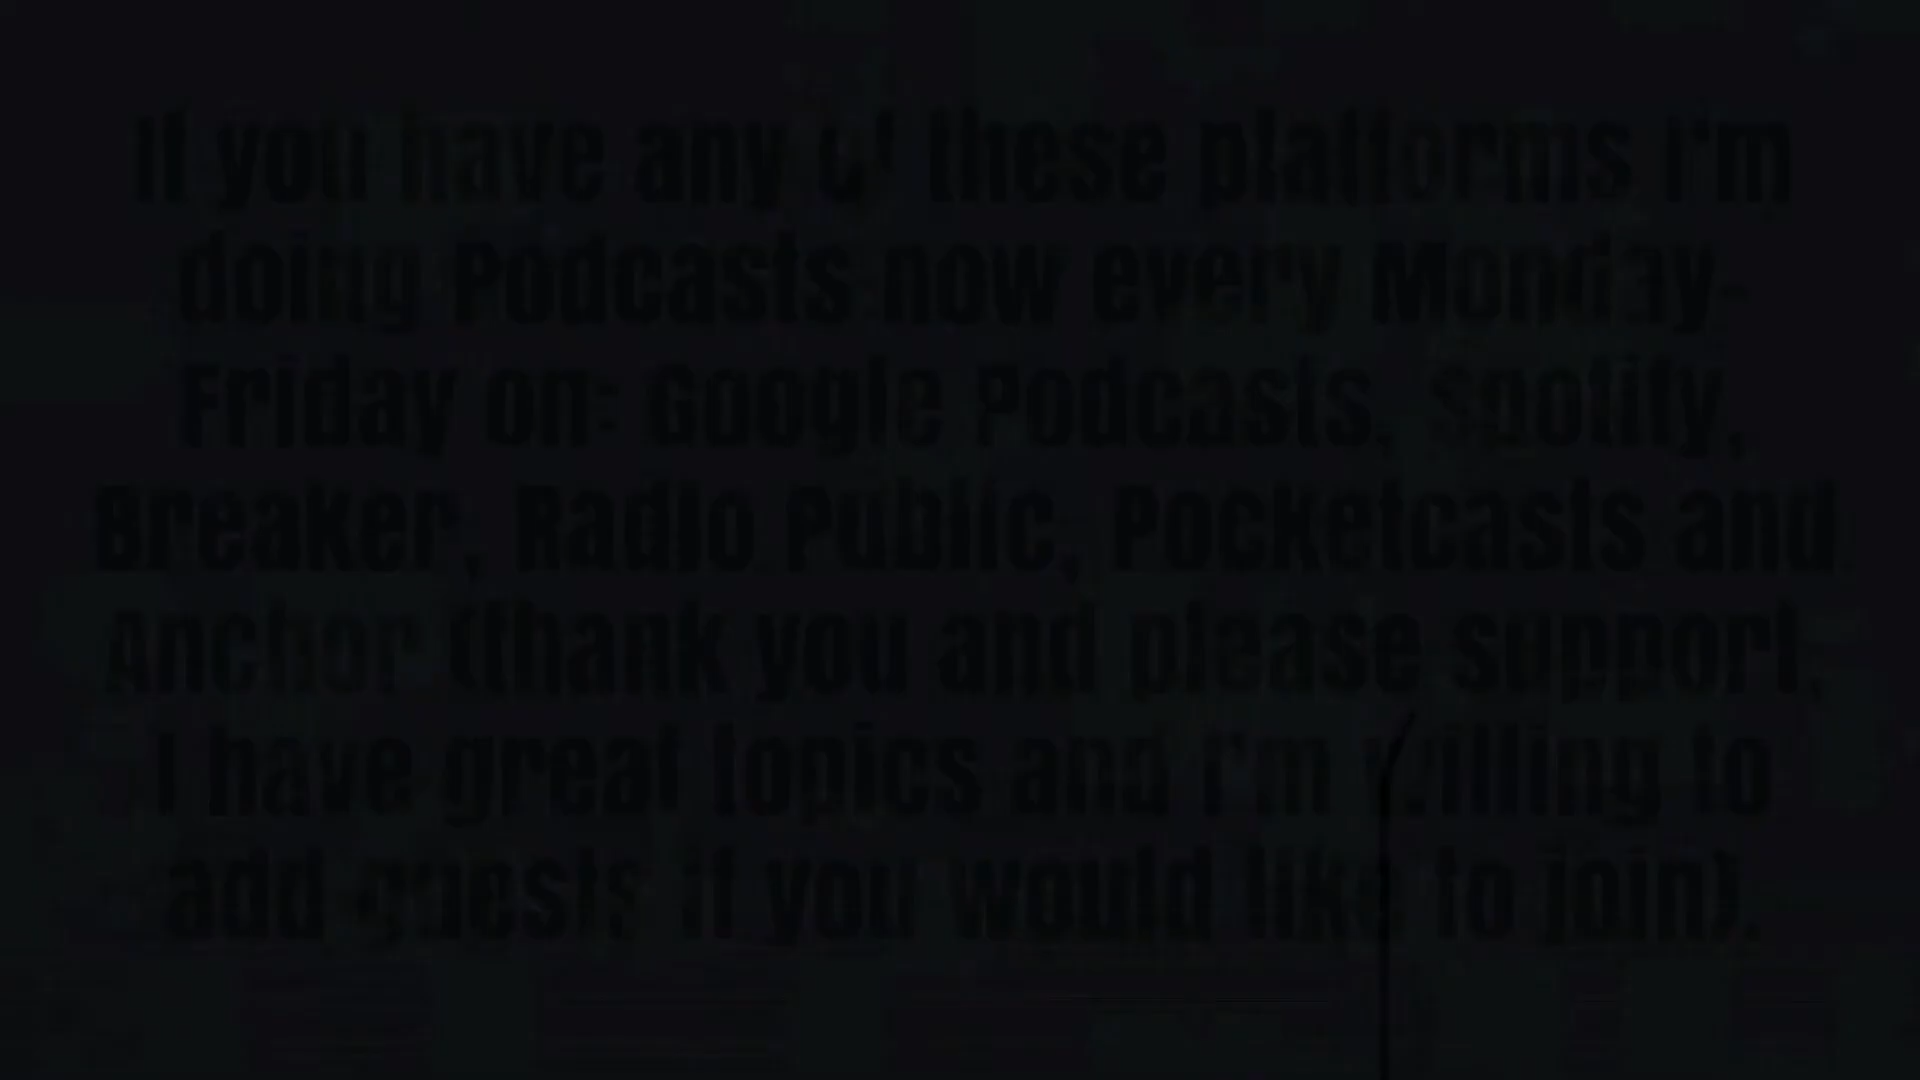 If you have any of these platforms I'm
doing Podcasts now every Monday-
Friday on: Google Podcasts, Spotify,
Breaker, Radio Public, Pocketcasts and
Anchor (thank you and please support,
I have great topics and I'm willing to
add guests if you would like to join).